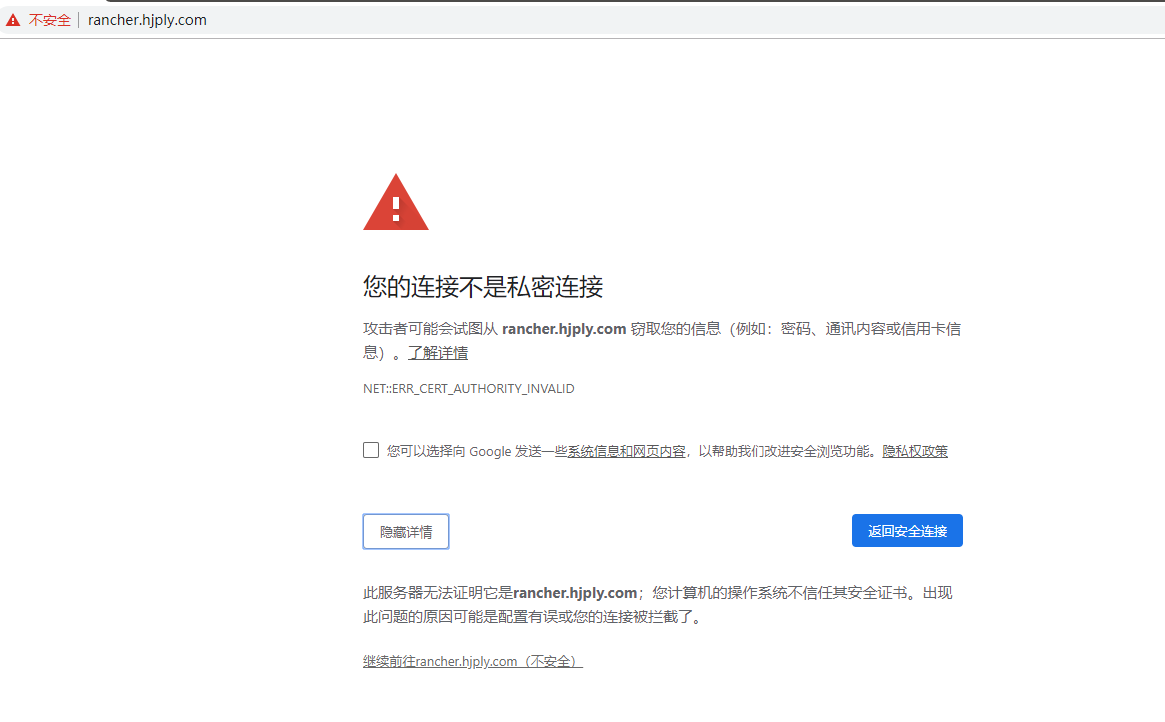 不安全 rancher.hjply.com
您的连接不是私密连接
攻击者可能会试图从 rancher.hjply.com 窃取您的信息（例如：密码、通讯内容或信用卡信
息）。了解详情
NET::ERR_CERT_AUTHORITY_INVALID
您可以选择向 Google 发送一些系统信息和网页内容，以帮助我们改进安全浏览功能。隐私权政策
隐藏详情
返回安全连接
此服务器无法证明它是rancher.hjply.com；您计算机的操作系统不信任其安全证书。出现
此问题的原因可能是配置有误或您的连接被拦截了。
继续前往rancher.hjply.com（不安全）